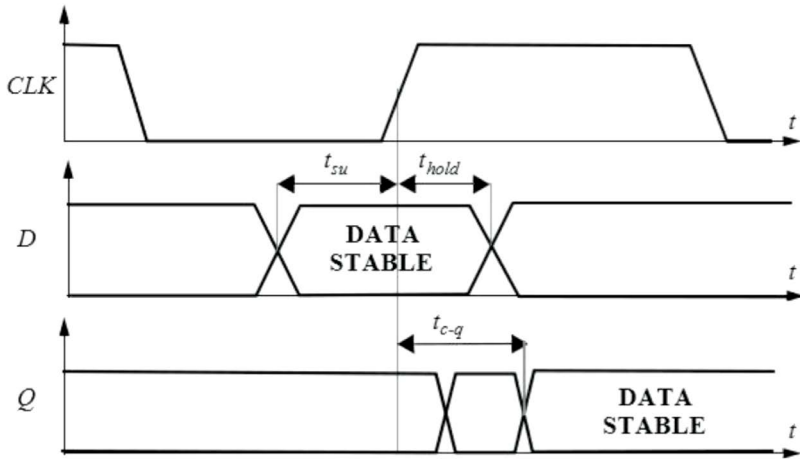 CLK
t
t_su
t_hold
D
DATA
STABLE
t
t_c-q
Q
DATA
STABLE
t